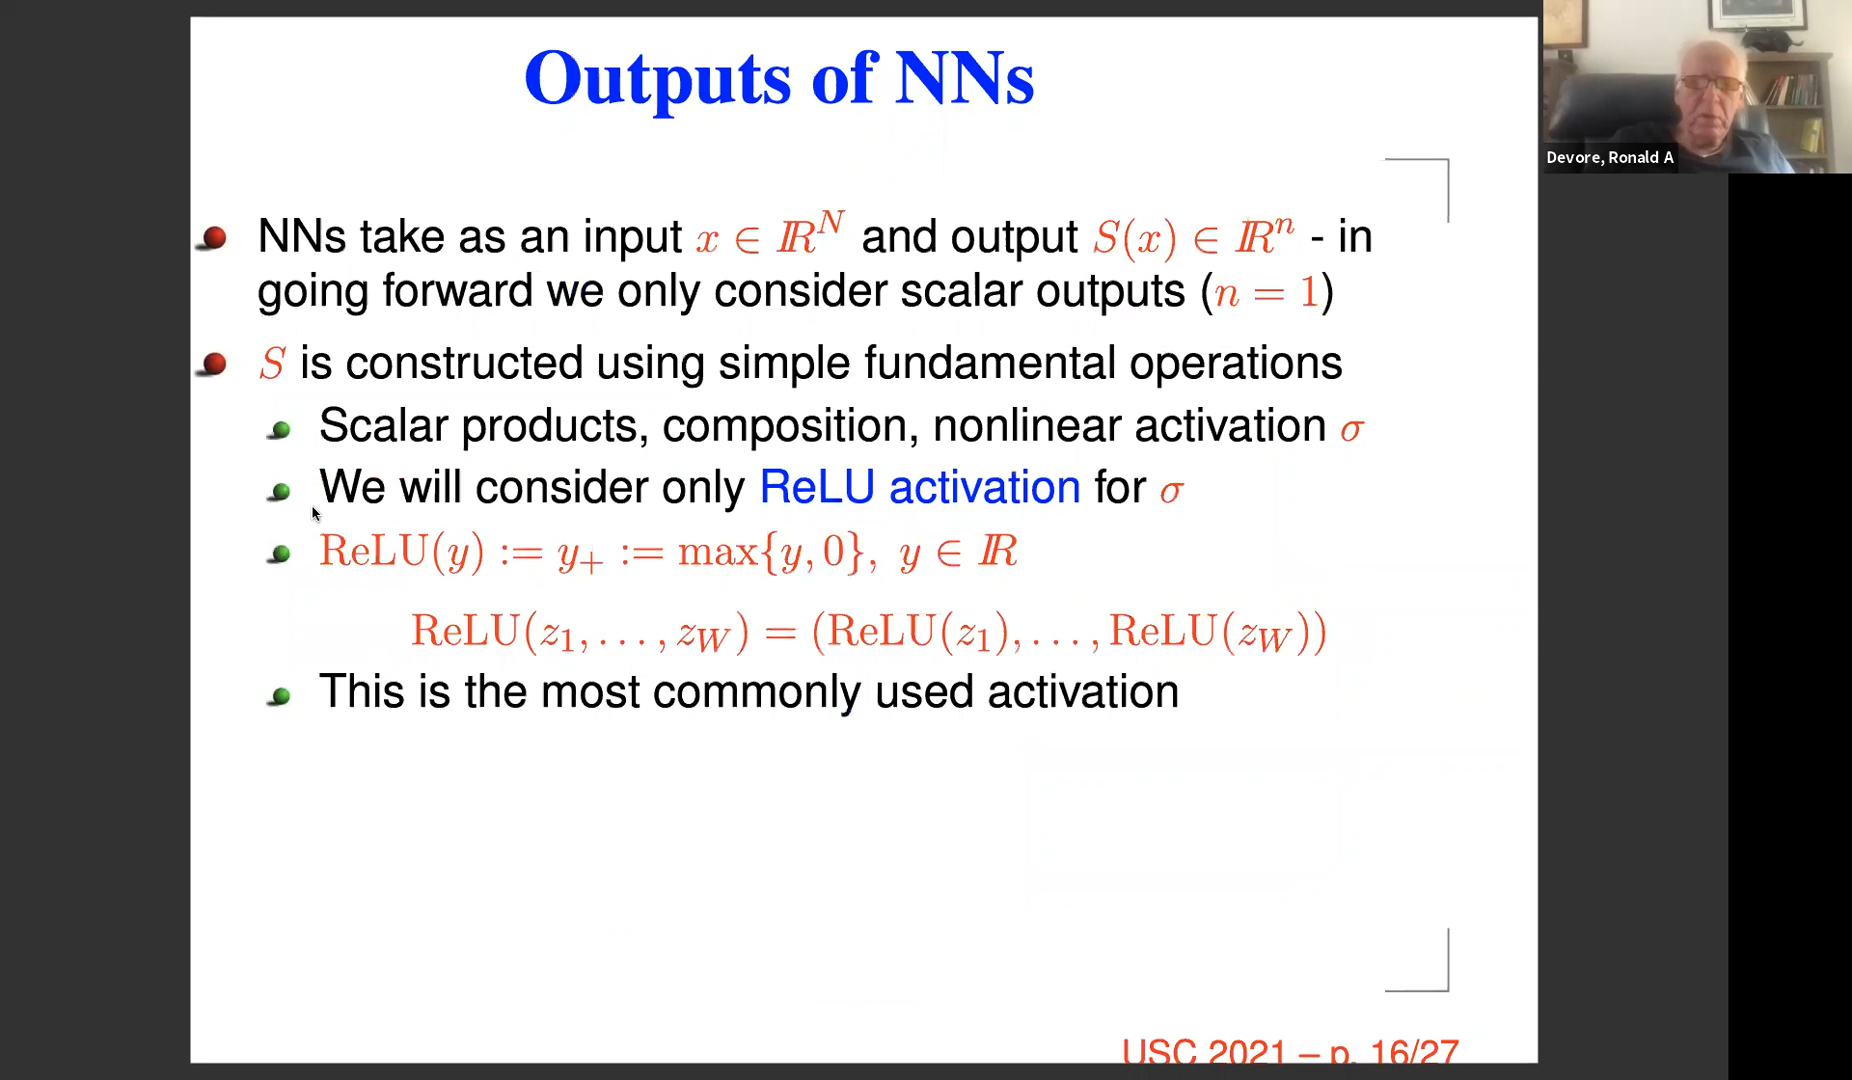 Outputs of NNs
Devore, Ronald A
NNs take as an input x ∈ ℝ^N and output S(x) ∈ ℝ^n - in
going forward we only consider scalar outputs (n = 1)
S is constructed using simple fundamental operations
Scalar products, composition, nonlinear activation σ
We will consider only ReLU activation for σ
ReLU(y) := y₊ := max{y, 0}, y ∈ ℝ
ReLU(z₁, . . . , z_W) = (ReLU(z₁), . . . , ReLU(z_W))
This is the most commonly used activation
USC 2021 – p. 16/27